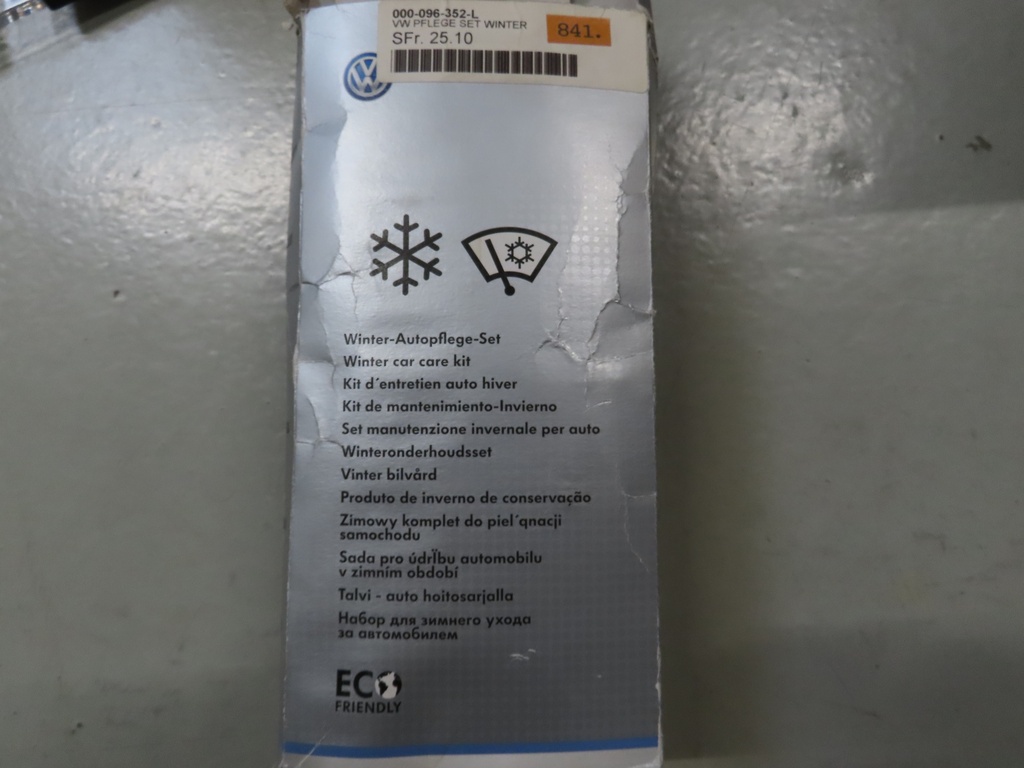 000-096-352-L
VW PFLEGE SET WINTER
841.
SFr. 25.10
Winter-Autopflege-Set
Winter car care kit
Kit d´entretien auto hiver
Kit de mantenimiento-Invierno
Set manutenzione invernale per auto
Winteronderhoudsset
Vinter bilvård
Produto de inverno de conservação
Zimowy komplet do piel´qnacji
samochodu
Sada pro údrĺbu automobilu
v zimním období
Talvi - auto hoitosarjalla
Набор для зимнего ухода
за автомобилем
ECO
FRIENDLY